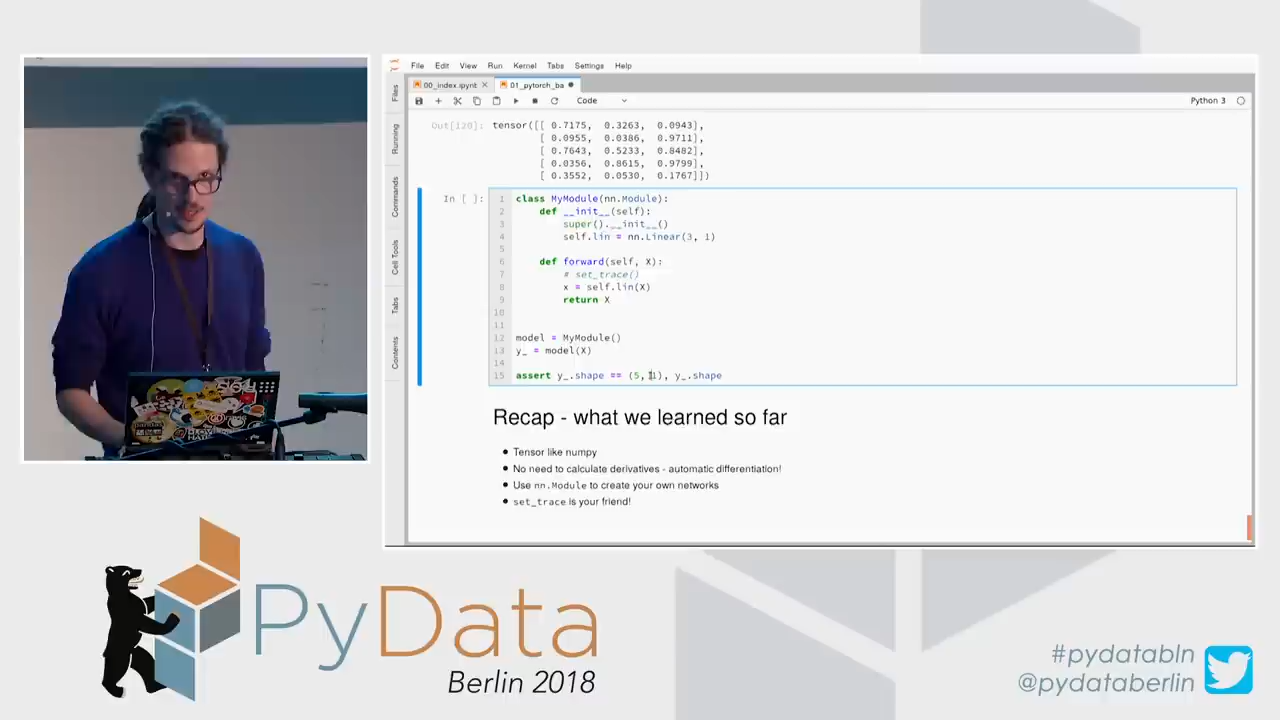 File Edit View Run Kernel Tabs Settings Help
00_index.ipynt
01_pytorch_ba
Code
Python 3
Files
Running
Commands
Cell Tools
Tabs
Contents
Out[120]: tensor([[ 0.7175, 0.3263, 0.0943],
[ 0.0955, 0.0386, 0.9711],
[ 0.7643, 0.5233, 0.8482],
[ 0.0356, 0.8615, 0.9799],
[ 0.3552, 0.0530, 0.1767]])
In [ ]:
1 class MyModule(nn.Module):
2 def __init__(self):
3 super().__init__()
4 self.lin = nn.Linear(3, 1)
5
6 def forward(self, X):
7 # set_trace()
8 x = self.lin(X)
9 return X
10
11
12 model = MyModule()
13 y_ = model(X)
14
15 assert y_.shape == (5, 1), y_.shape
Recap - what we learned so far
• Tensor like numpy
• No need to calculate derivatives - automatic differentiation!
• Use nn.Module to create your own networks
• set_trace is your friend!
PyData
Berlin 2018
#pydatabln
@pydataberlin